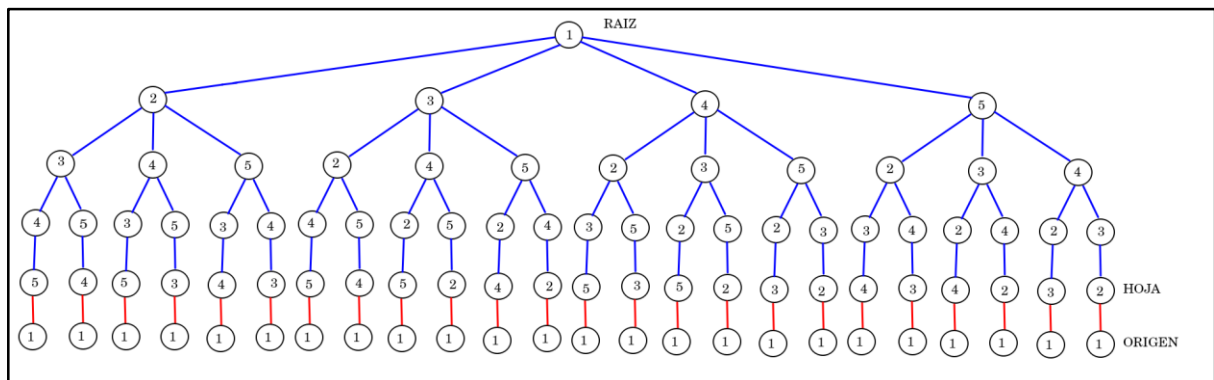 RAIZ
1
2 3 4 5
3 4 5 2 4 5 2 3 5 2 3 4
4 5 3 5 3 4 4 5 2 5 2 4 3 5 2 5 2 3 3 4 2 4 2 3
5 4 5 3 4 3 5 4 5 2 4 2 5 3 5 2 3 2 4 3 4 2 3 2 HOJA
1 1 1 1 1 1 1 1 1 1 1 1 1 1 1 1 1 1 1 1 1 1 1 1 ORIGEN